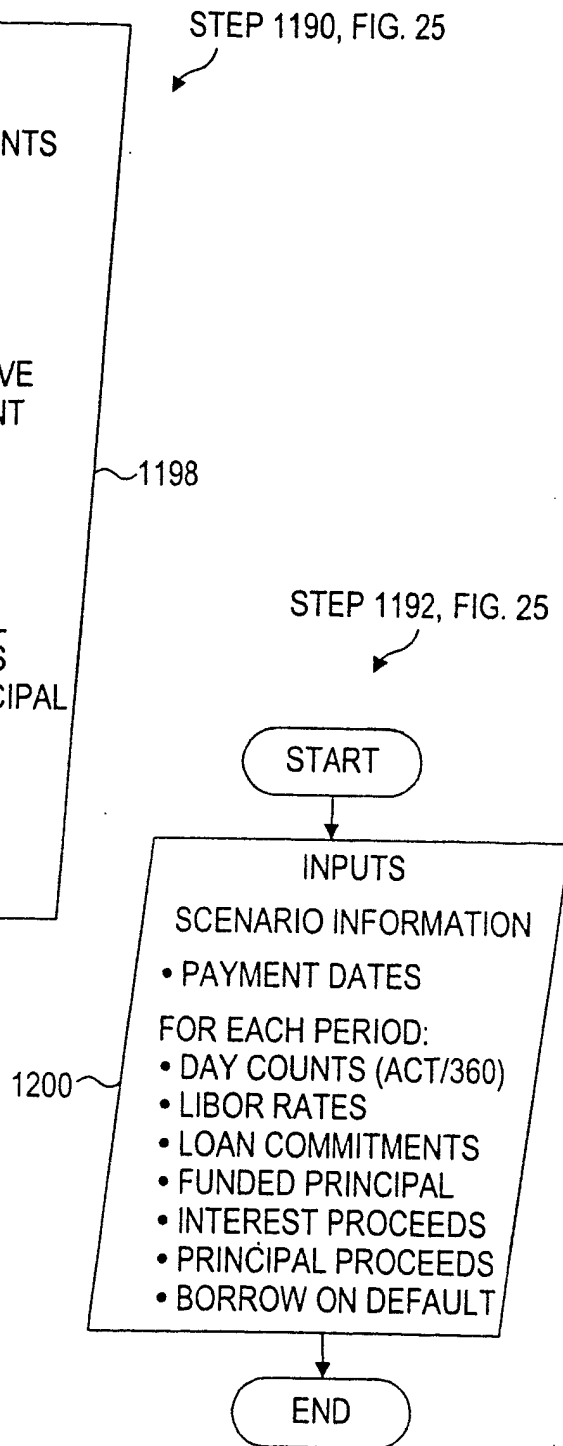 STEP 1190, FIG. 25
NTS
VE
NT
1198
S
CIPAL
STEP 1192, FIG. 25
START
INPUTS
SCENARIO INFORMATION
• PAYMENT DATES
FOR EACH PERIOD:
1200
• DAY COUNTS (ACT/360)
• LIBOR RATES
• LOAN COMMITMENTS
• FUNDED PRINCIPAL
• INTEREST PROCEEDS
• PRINCIPAL PROCEEDS
• BORROW ON DEFAULT
END